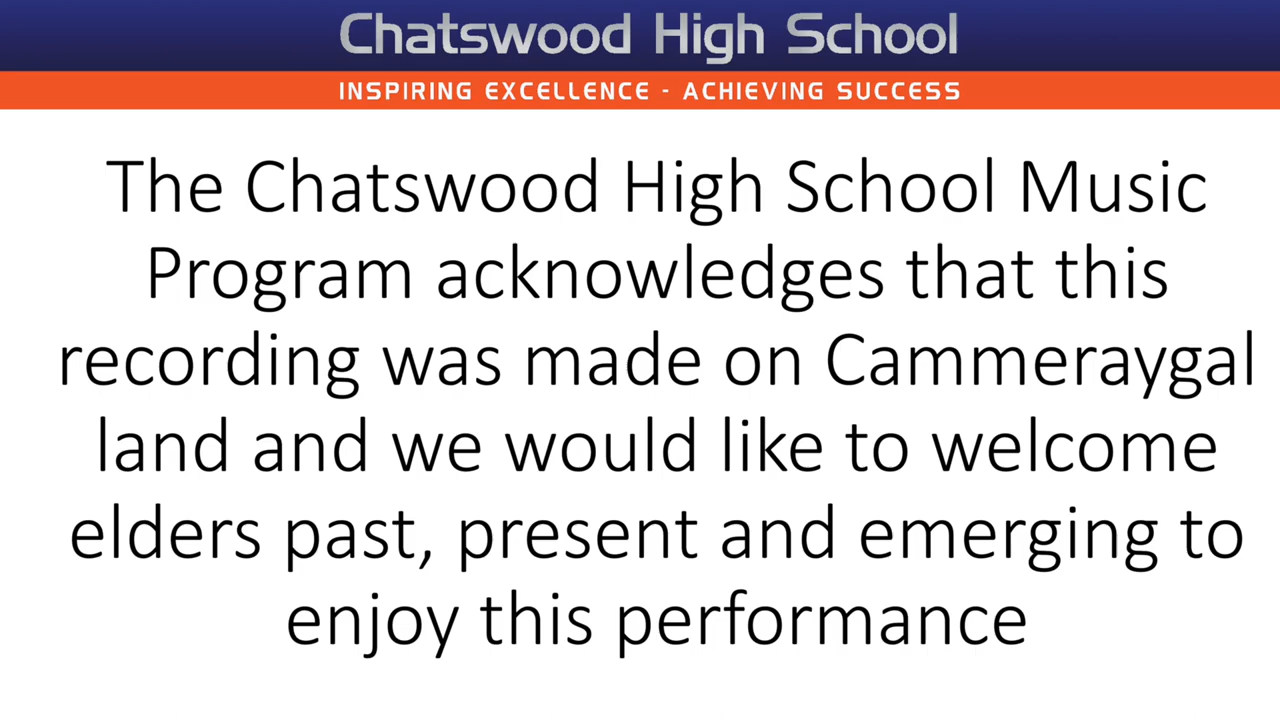 Chatswood High School
INSPIRING EXCELLENCE - ACHIEVING SUCCESS
The Chatswood High School Music
Program acknowledges that this
recording was made on Cammeraygal
land and we would like to welcome
elders past, present and emerging to
enjoy this performance